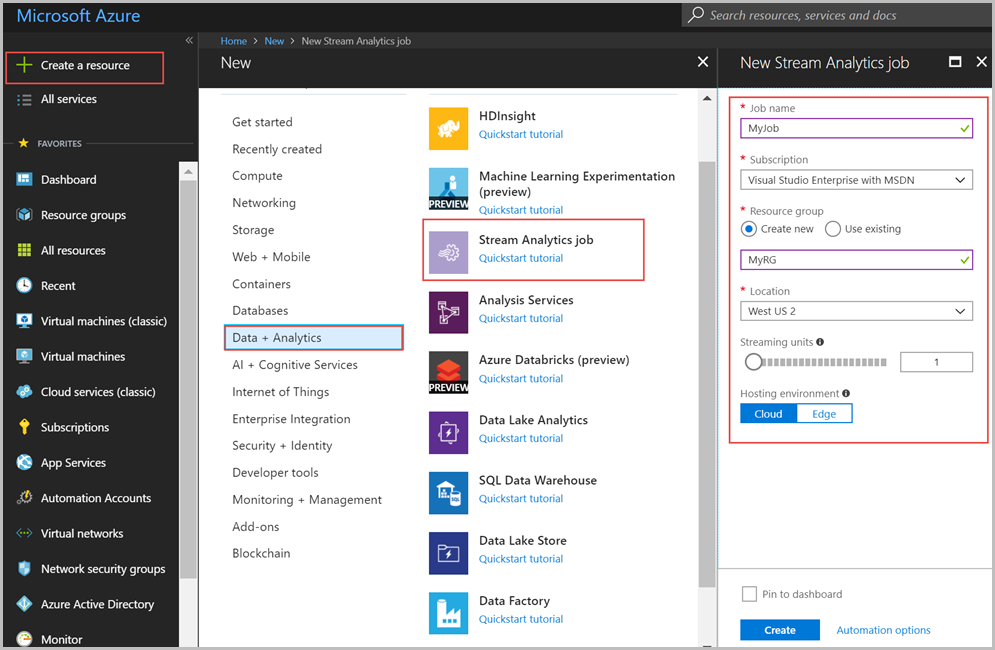 Microsoft Azure
Search resources, services and docs
Create a resource
All services
FAVORITES
Dashboard
Resource groups
All resources
Recent
Virtual machines (classic)
Virtual machines
Cloud services (classic)
Subscriptions
App Services
Automation Accounts
Virtual networks
Network security groups
Azure Active Directory
Monitor
Home > New > New Stream Analytics job
New
Get started
Recently created
Compute
Networking
Storage
Web + Mobile
Containers
Databases
Data + Analytics
AI + Cognitive Services
Internet of Things
Enterprise Integration
Security + Identity
Developer tools
Monitoring + Management
Add-ons
Blockchain
HDInsight
Quickstart tutorial
Machine Learning Experimentation
(preview)
PREVIEW
Quickstart tutorial
Stream Analytics job
Quickstart tutorial
Analysis Services
Quickstart tutorial
Azure Databricks (preview)
PREVIEW
Quickstart tutorial
Data Lake Analytics
Quickstart tutorial
SQL Data Warehouse
Quickstart tutorial
Data Lake Store
Quickstart tutorial
Data Factory
Quickstart tutorial
New Stream Analytics job
* Job name
MyJob
* Subscription
Visual Studio Enterprise with MSDN
* Resource group
Create new Use existing
MyRG
* Location
West US 2
Streaming units
1
Hosting environment
Cloud Edge
Pin to dashboard
Create Automation options